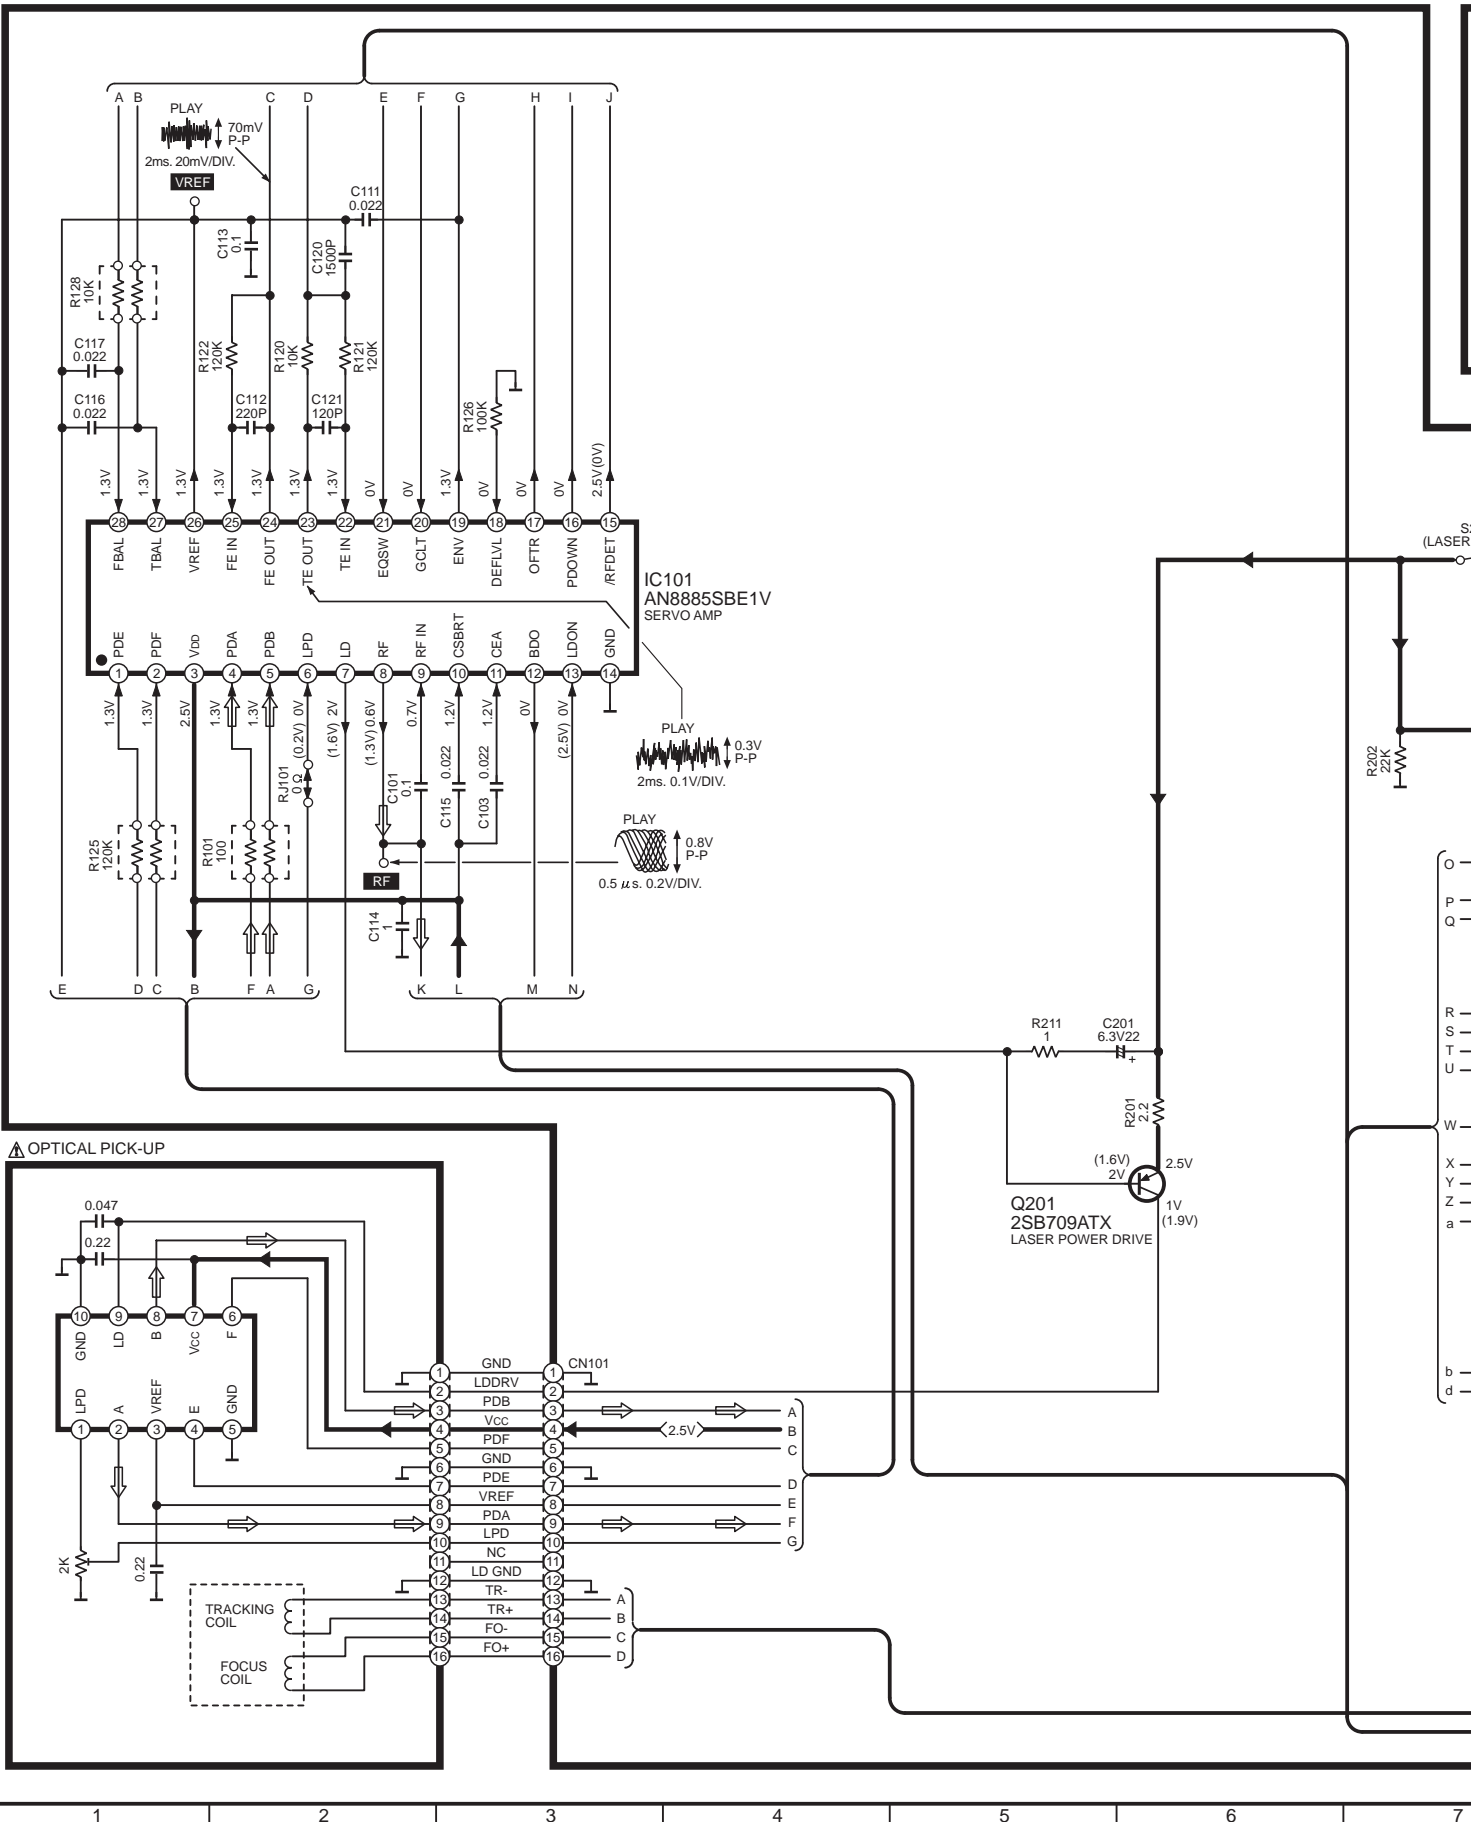 A B C D E F G H I J
PLAY
70mV
P-P
2ms. 20mV/DIV.
VREF
C111
0.022
C113
0.1
C120
1500P
R128
10K
C117
0.022
R122
120K
R120
10K
R121
120K
C116
0.022
C112
220P
C121
120P
R126
100K
1.3V 1.3V 1.3V 1.3V 1.3V 1.3V 1.3V 0V 0V 1.3V 0V 0V 0V 2.5V(0V)
28 27 26 25 24 23 22 21 20 19 18 17 16 15
FBAL TBAL VREF FE IN FE OUT TE OUT TE IN EQSW GCLT ENV DEFLVL OFTR PDOWN /RFDET
IC101
AN8885SBE1V
SERVO AMP
PDE PDF VDD PDA PDB LPD LD RF RF IN CSBRT CEA BDO LDON GND
1 2 3 4 5 6 7 8 9 10 11 12 13 14
1.3V 1.3V 2.5V 1.3V 1.3V (0.2V) 0V (1.6V) 2V (1.3V) 0.6V 0.7V 1.2V 1.2V 0V (2.5V) 0V
S2
(LASER
R202
22K
PLAY
0.3V
P-P
2ms. 0.1V/DIV.
RJ101
0 Ω
C101
0.1
C115
0.022
C103
0.022
PLAY
0.8V
P-P
0.5 μs. 0.2V/DIV.
R125
120K
R101
100
RF
C114
1
E D C B F A G K L M N
O
P
Q
R
S
T
U
W
X
Y
Z
a
b
d
R211
1
C201
6.3V22
+
R201
2.2
(1.6V)
2V
2.5V
1V
(1.9V)
Q201
2SB709ATX
LASER POWER DRIVE
OPTICAL PICK-UP
0.047
0.22
10 9 8 7 6
GND LD B VCC F
LPD A VREF E GND
1 2 3 4 5
2K
0.22
CN101
1 GND 1
2 LDDRV 2
3 PDB 3 A
4 VCC 4 2.5V B
5 PDF 5 C
6 GND 6
7 PDE 7 D
8 VREF 8 E
9 PDA 9 F
10 LPD 10 G
11 NC 11
12 LD GND 12
13 TR- 13 A
14 TR+ 14 B
15 FO- 15 C
16 FO+ 16 D
TRACKING
COIL
FOCUS
COIL
1 2 3 4 5 6 7